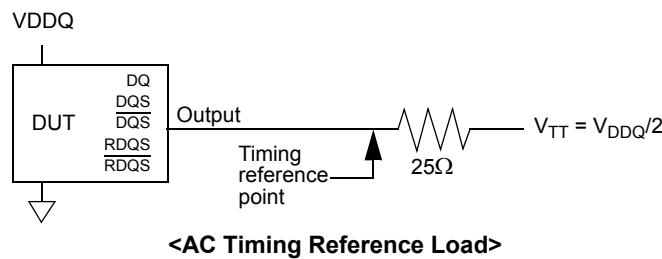 VDDQ
DUT
DQ
DQS
DQS
RDQS
RDQS
Output
Timing
reference
point
25Ω
VTT = VDDQ/2
<AC Timing Reference Load>